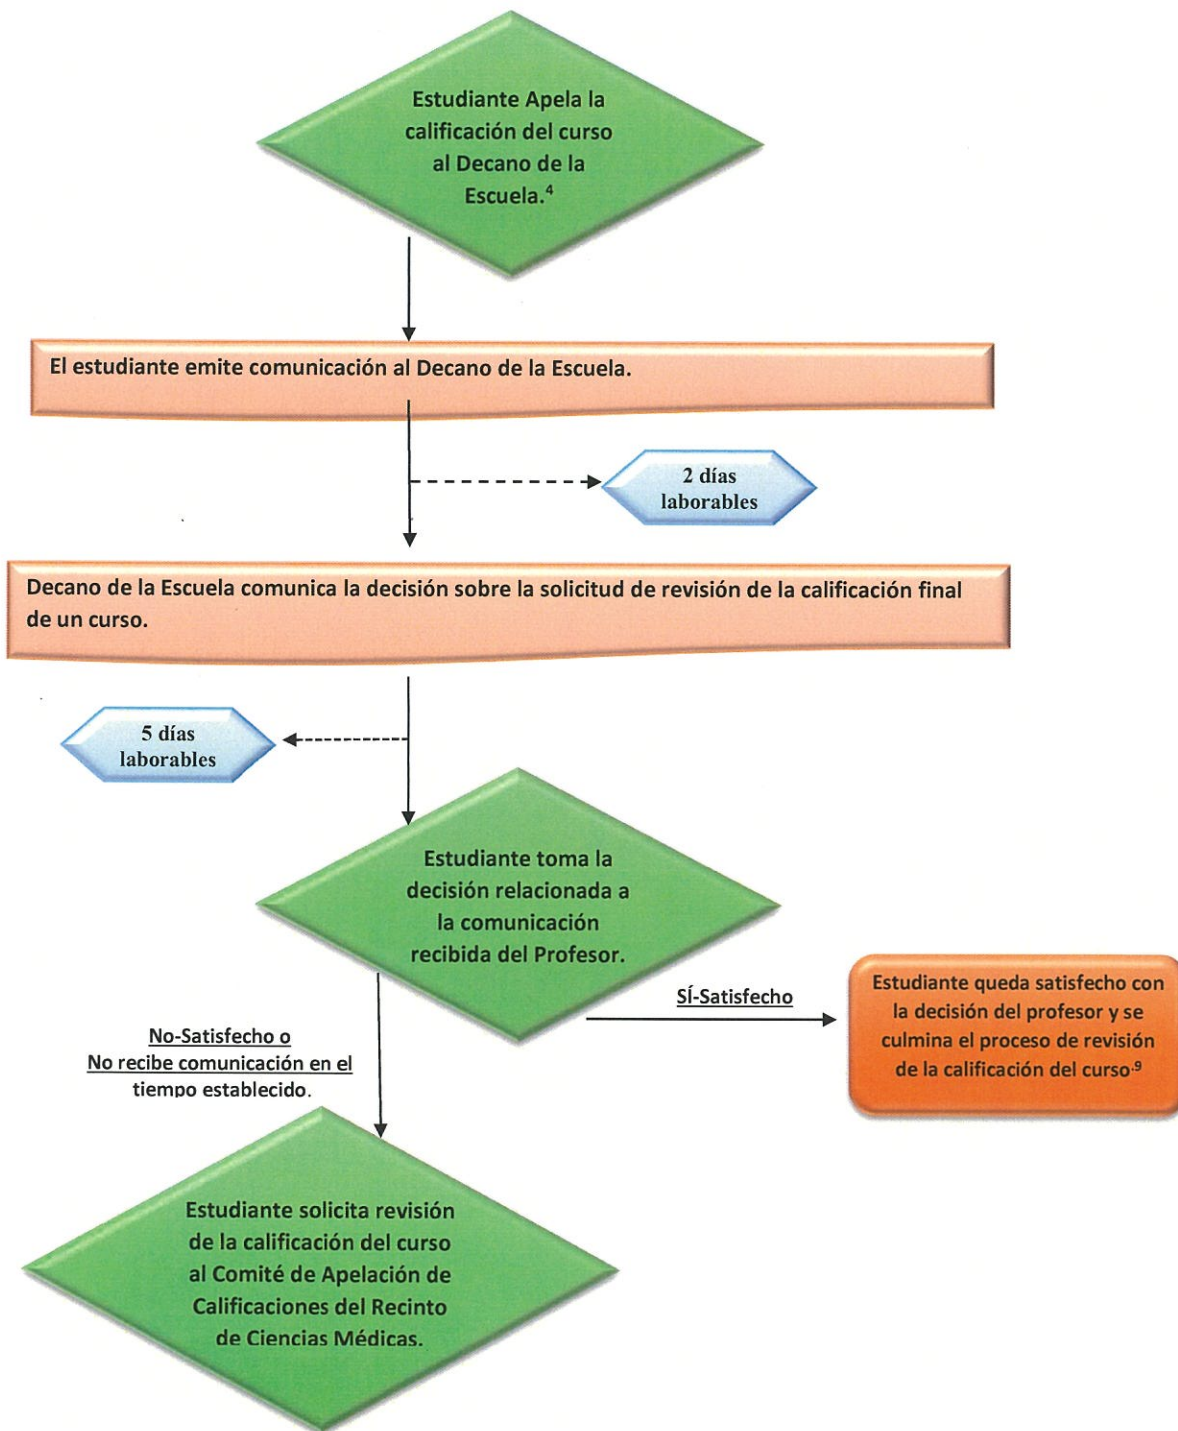 Estudiante Apela la
calificación del curso
al Decano de la
Escuela.⁴
El estudiante emite comunicación al Decano de la Escuela.
2 días
laborables
Decano de la Escuela comunica la decisión sobre la solicitud de revisión de la calificación final
de un curso.
5 días
laborables
Estudiante toma la
decisión relacionada a
la comunicación
recibida del Profesor.
SÍ-Satisfecho
Estudiante queda satisfecho con
la decisión del profesor y se
culmina el proceso de revisión
de la calificación del curso.⁹
No-Satisfecho o
No recibe comunicación en el
tiempo establecido.
Estudiante solicita revisión
de la calificación del curso
al Comité de Apelación de
Calificaciones del Recinto
de Ciencias Médicas.